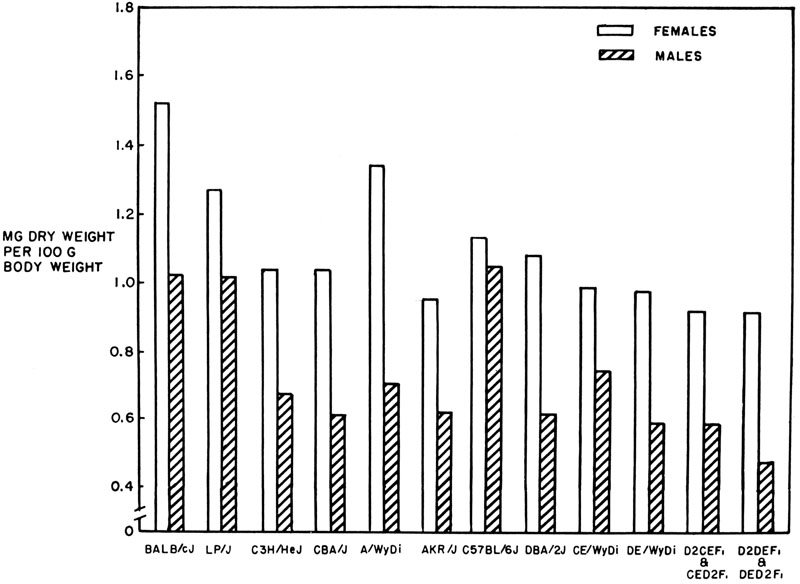 1.8
1.6
1.4
1.2
1.0
0.8
0.6
0.4
0
MG DRY WEIGHT
PER 100 G
BODY WEIGHT
FEMALES
MALES
BALB/cJ LP/J C3H/HeJ CBA/J A/WyDi AKR/J C57BL/6J DBA/2J CE/WyDi DE/WyDi D2CEF₁ D2DEF₁
& &
CED2F₁ DED2F₁